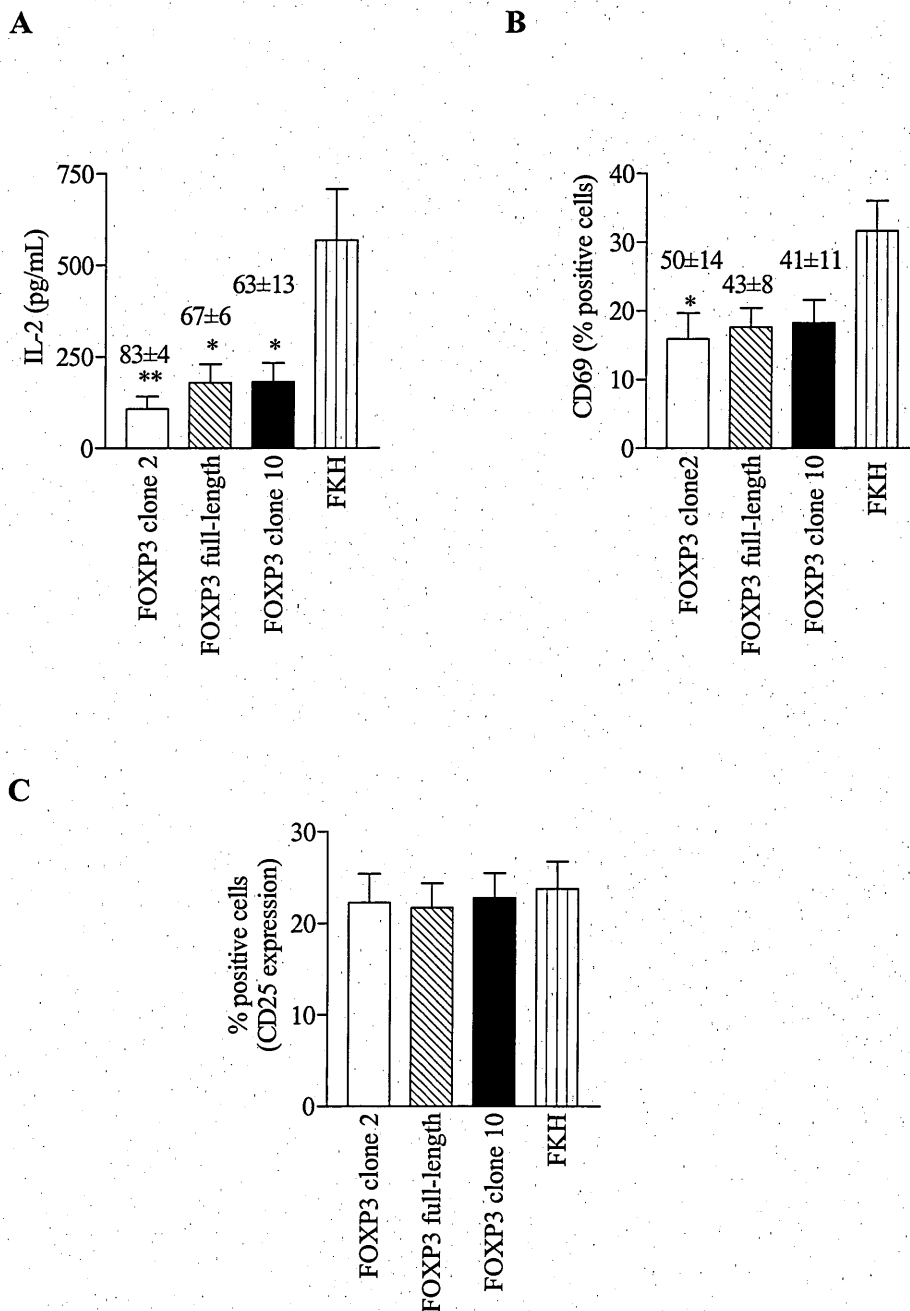 A
IL-2 (pg/mL)
750
500
250
0
83±4
**
67±6
*
63±13
*
FOXP3 clone 2
FOXP3 full-length
FOXP3 clone 10
FKH
B
CD69 (% positive cells)
40
30
20
10
0
50±14
*
43±8
41±11
FOXP3 clone2
FOXP3 full-length
FOXP3 clone 10
FKH
C
% positive cells
(CD25 expression)
30
20
10
0
FOXP3 clone 2
FOXP3 full-length
FOXP3 clone 10
FKH